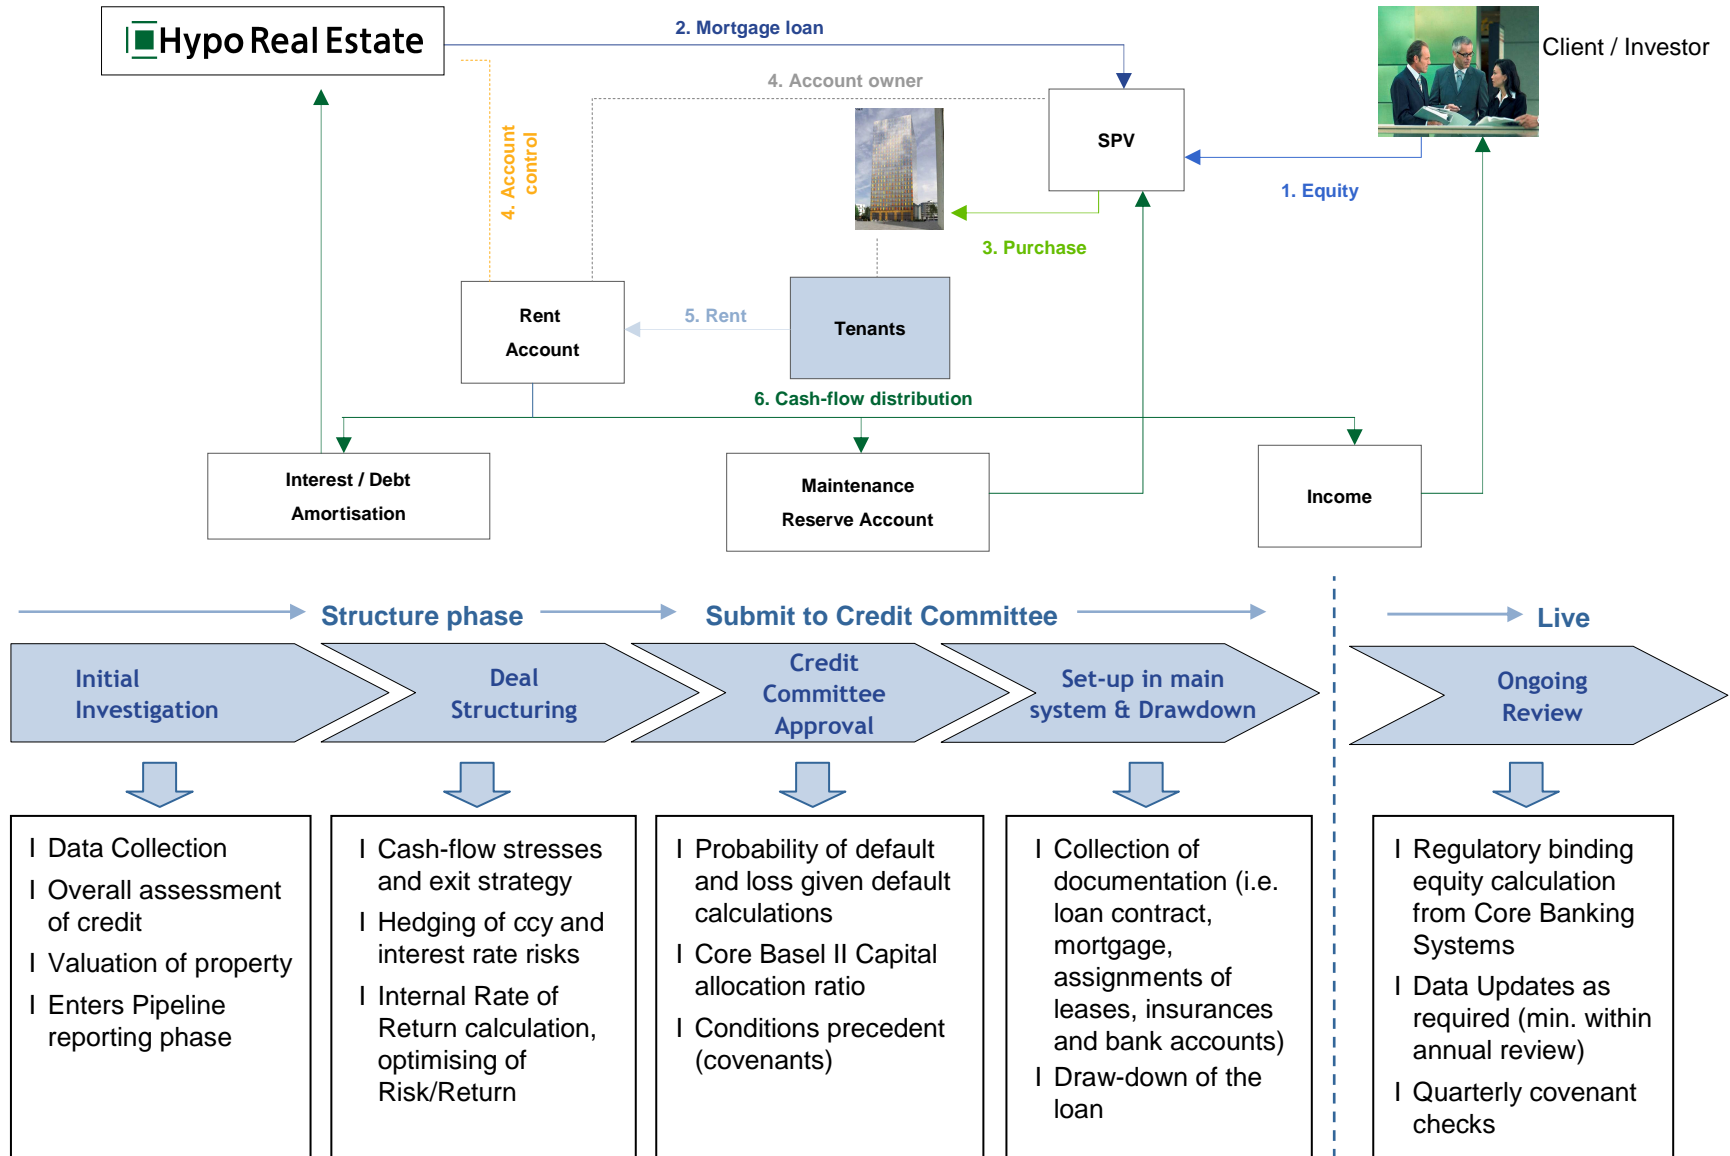 Hypo Real Estate
2. Mortgage loan
Client / Investor
4. Account owner
SPV
4. Account
control
1. Equity
3. Purchase
Rent
Account
5. Rent
Tenants
6. Cash-flow distribution
Interest / Debt
Amortisation
Maintenance
Reserve Account
Income
Structure phase
Submit to Credit Committee
Live
Initial
Investigation
Deal
Structuring
Credit
Committee
Approval
Set-up in main
system & Drawdown
Ongoing
Review
l Data Collection
l Overall assessment
of credit
l Valuation of property
l Enters Pipeline
reporting phase
l Cash-flow stresses
and exit strategy
l Hedging of ccy and
interest rate risks
l Internal Rate of
Return calculation,
optimising of
Risk/Return
l Probability of default
and loss given default
calculations
l Core Basel II Capital
allocation ratio
l Conditions precedent
(covenants)
l Collection of
documentation (i.e.
loan contract,
mortgage,
assignments of
leases, insurances
and bank accounts)
l Draw-down of the
loan
l Regulatory binding
equity calculation
from Core Banking
Systems
l Data Updates as
required (min. within
annual review)
l Quarterly covenant
checks